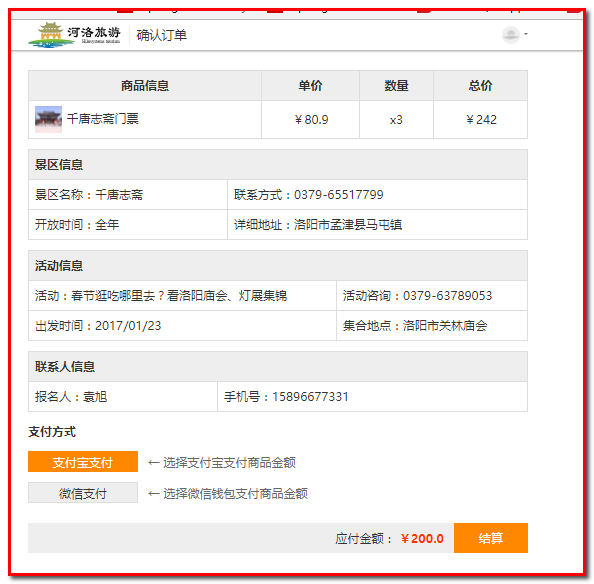 河洛旅游 确认订单
商品信息 单价 数量 总价
千唐志斋门票 ￥80.9 x3 ￥242
景区信息
景区名称：千唐志斋 联系方式：0379-65517799
开放时间：全年 详细地址：洛阳市孟津县马屯镇
活动信息
活动：春节逛吃哪里去？看洛阳庙会、灯展集锦 活动咨询：0379-63789053
出发时间：2017/01/23 集合地点：洛阳市关林庙会
联系人信息
报名人：袁旭 手机号：15896677331
支付方式
支付宝支付 ← 选择支付宝支付商品金额
微信支付 ← 选择微信钱包支付商品金额
应付金额： ￥200.0 结算